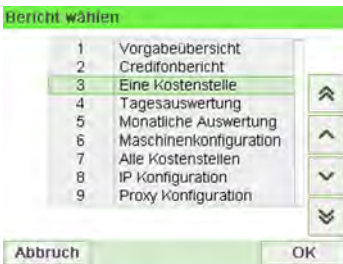 Bericht wählen
1 Vorgabeübersicht
2 Credifonbericht
3 Eine Kostenstelle
4 Tagesauswertung
5 Monatliche Auswertung
6 Maschinenkonfiguration
7 Alle Kostenstellen
8 IP Konfiguration
9 Proxy Konfiguration
Abbruch OK